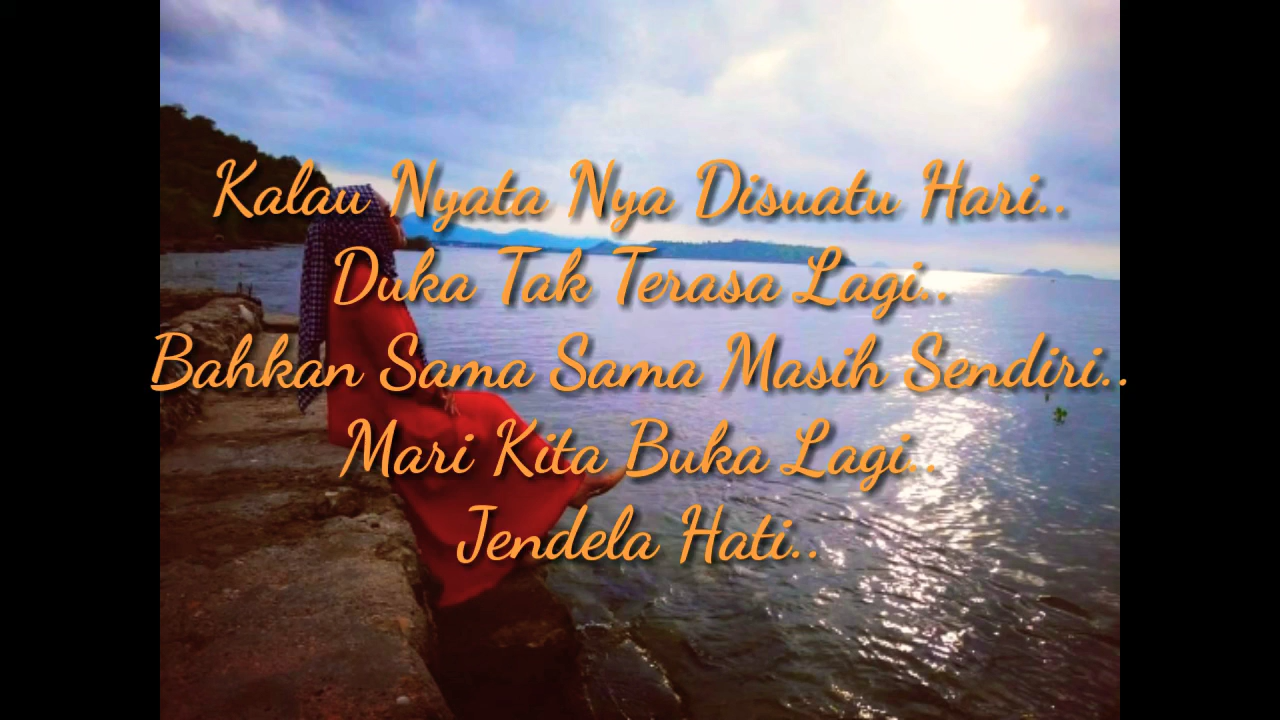 Kalau Nyata Nya Disuatu Hari..
Duka Tak Terasa Lagi..
Bahkan Sama Sama Masih Sendiri..
Mari Kita Buka Lagi..
Jendela Hati..